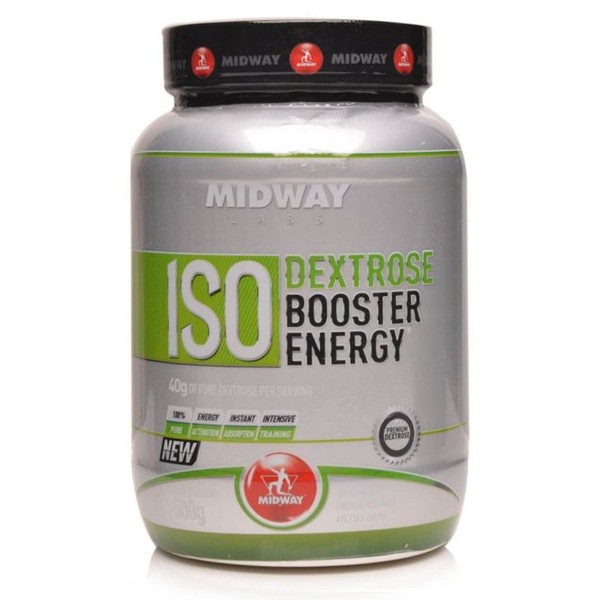 MIDWAY
MIDWAY
MIDWAY
MIDWAY
LABS
ISO
DEXTROSE
BOOSTER
ENERGY®
40g OF PURE DEXTROSE PER SERVING
100% PURE
ENERGY ACTIVATION
INSTANT ABSORPTION
INTENSIVE TRAINING
NEW
PREMIUM
DEXTROSE
MIDWAY